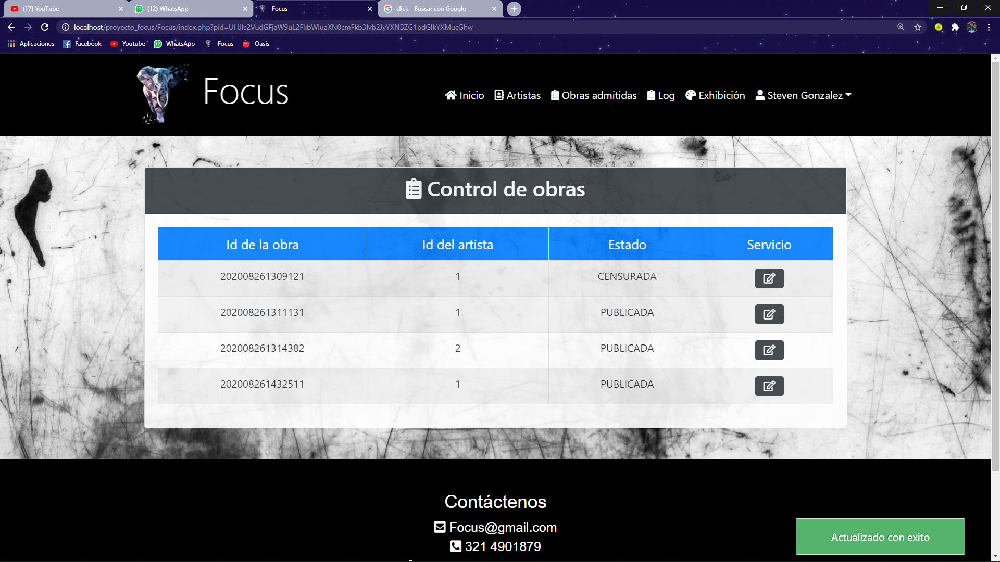 (17) YouTube
(12) WhatsApp
Focus
click - Buscar con Google
localhost/proyecto_focus/Focus/index.php?pid=UHJlc2VudGFjaW9uL2FkbWluaXN0cmFkb3Ivb2JyYXNBZG1pdGlkYXMucGhw
Aplicaciones
Facebook
Youtube
WhatsApp
Focus
Oasis
Focus
Inicio
Artistas
Obras admitidas
Log
Exhibición
Steven Gonzalez
Control de obras
Id de la obra Id del artista Estado Servicio
202008261309121 1 CENSURADA
202008261311131 1 PUBLICADA
202008261314382 2 PUBLICADA
202008261432511 1 PUBLICADA
Contáctenos
Focus@gmail.com
321 4901879
Actualizado con exito